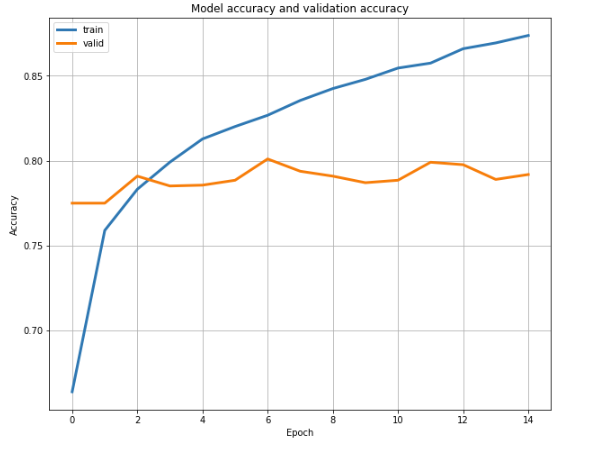 Model accuracy and validation accuracy
train
valid
0.85
0.80
0.75
0.70
Accuracy
0 2 4 6 8 10 12 14
Epoch